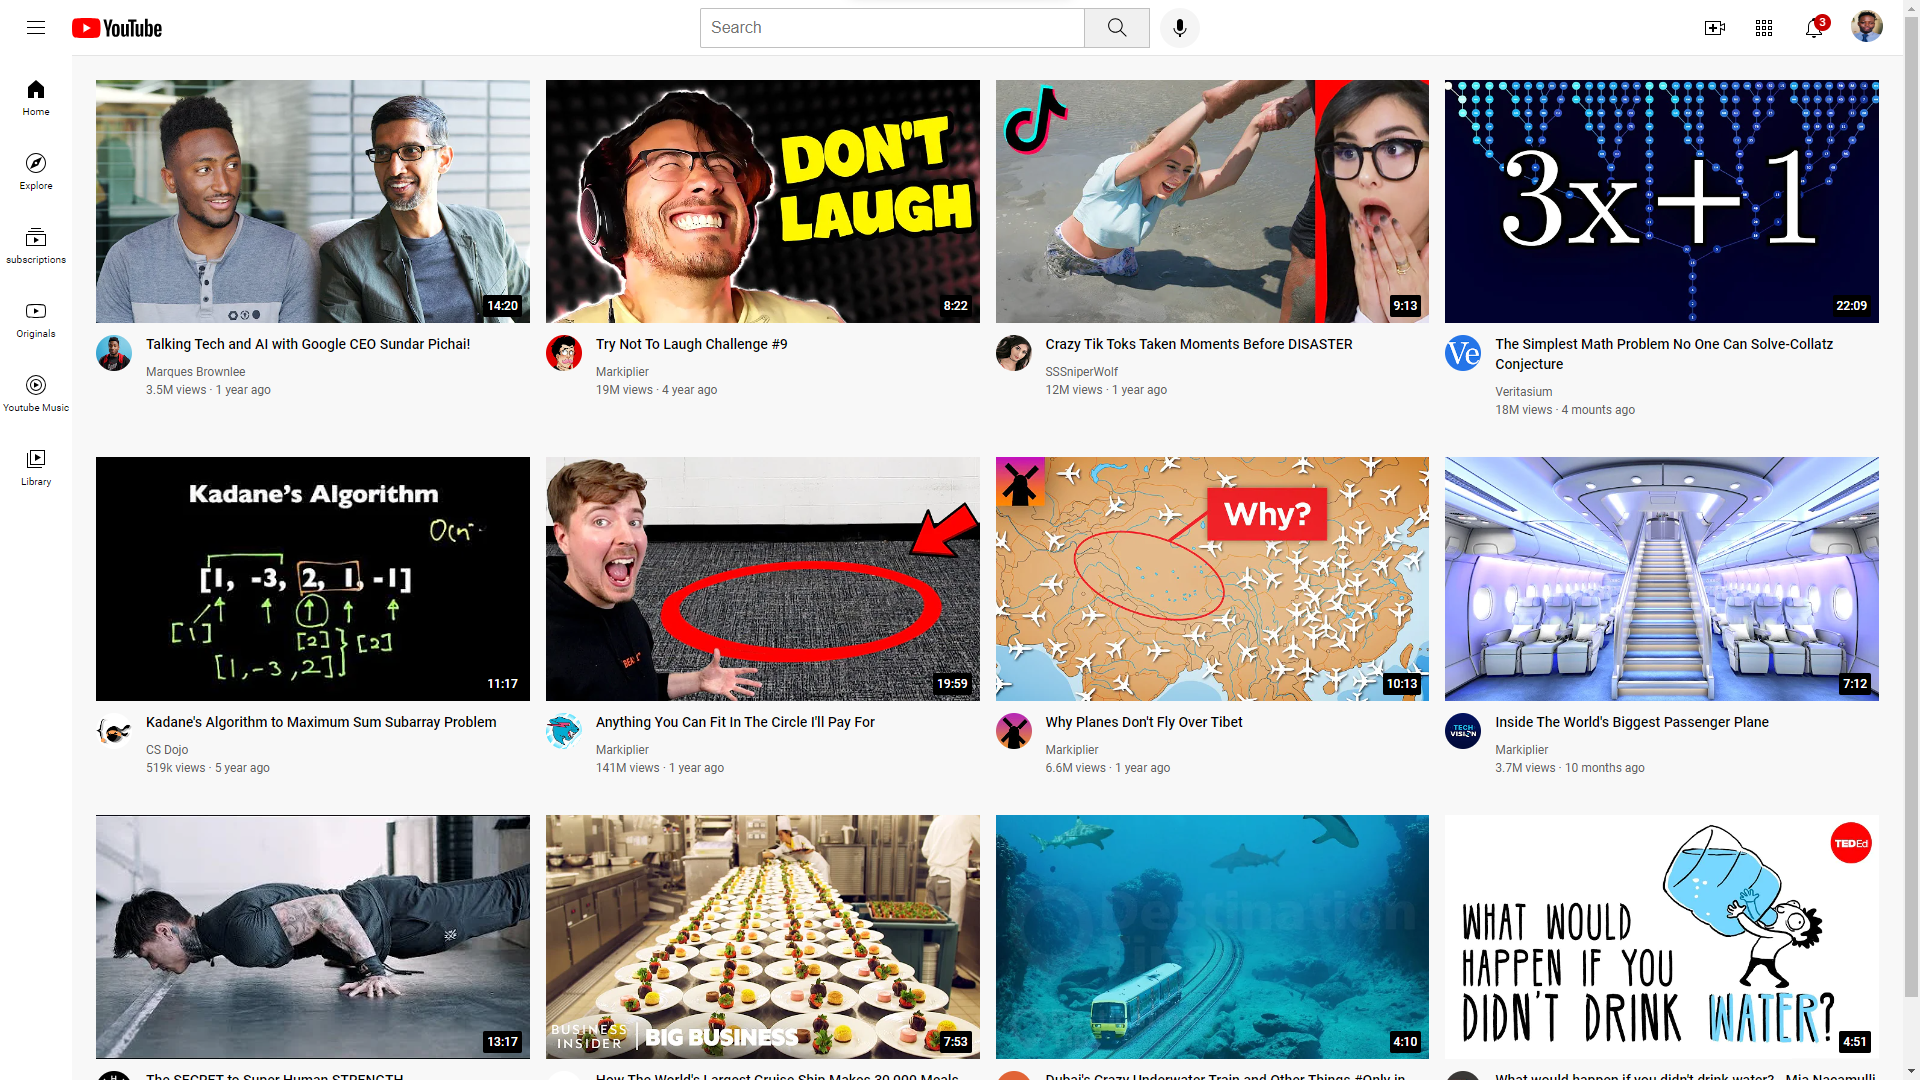 YouTube
Search
3
Home
Explore
subscriptions
Originals
Youtube Music
Library
14:20
Talking Tech and AI with Google CEO Sundar Pichai!
Marques Brownlee
3.5M views · 1 year ago
DON'T
LAUGH
8:22
Try Not To Laugh Challenge #9
Markiplier
19M views · 4 year ago
9:13
Crazy Tik Toks Taken Moments Before DISASTER
SSSniperWolf
12M views · 1 year ago
3x+1
22:09
Ve
The Simplest Math Problem No One Can Solve-Collatz
Conjecture
Veritasium
18M views · 4 mounts ago
Kadane's Algorithm
[1, -3, 2, 1, -1]
[1]
[2]
[2]
[1, -3, 2]
11:17
Kadane's Algorithm to Maximum Sum Subarray Problem
CS Dojo
519k views · 5 year ago
19:59
Anything You Can Fit In The Circle I'll Pay For
Markiplier
141M views · 1 year ago
Why?
10:13
Why Planes Don't Fly Over Tibet
Markiplier
6.6M views · 1 year ago
7:12
TECH
VISION
Inside The World's Biggest Passenger Plane
Markiplier
3.7M views · 10 months ago
13:17
The SECRET to Super Human STRENGTH
BUSINESS
INSIDER
BIG BUSINESS
7:53
How The World's Largest Cruise Ship Makes 30,000 Meals
Destination
4:10
Dubai's Crazy Underwater Train and Other Things #Only in
TEDEd
WHAT WOULD
HAPPEN IF YOU
DIDN'T DRINK WATER?
4:51
What would happen if you didn't drink water? - Mia Nacamulli